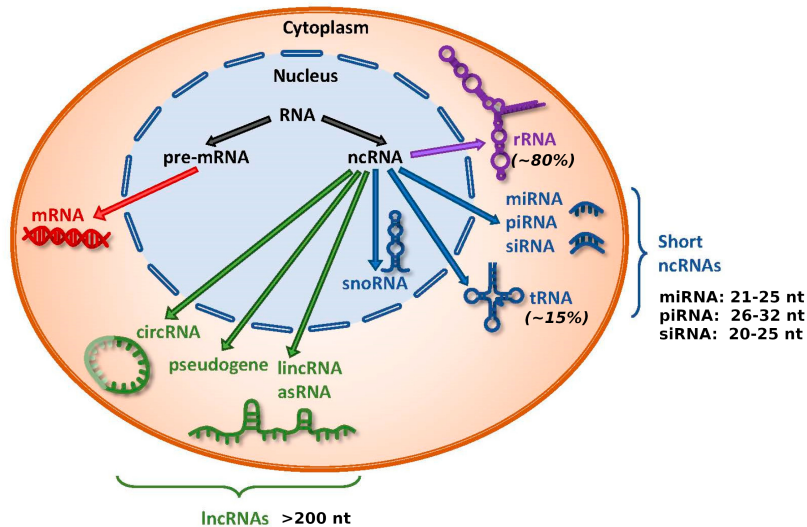 Cytoplasm
Nucleus
RNA
pre-mRNA
ncRNA
rRNA
(~80%)
mRNA
miRNA
piRNA
siRNA
snoRNA
tRNA
(~15%)
Short
ncRNAs
miRNA: 21-25 nt
piRNA: 26-32 nt
siRNA: 20-25 nt
circRNA
pseudogene
lincRNA
asRNA
lncRNAs >200 nt